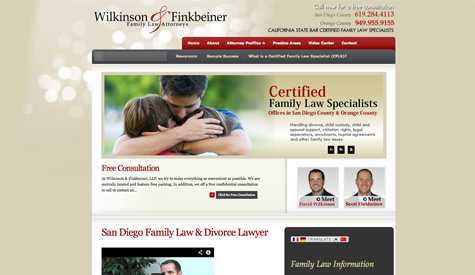 Wilkinson & Finkbeiner
Family Law Attorneys
Call now for a free consultation
San Diego County: 619.284.4113
Orange County: 949.955.9155
CALIFORNIA STATE BAR CERTIFIED FAMILY LAW SPECIALISTS
Home About Attorney Profiles Practice Areas Video Center Contact
Newsroom Sample Success What is a Certified Family Law Specialist (CFLS)?
Certified
Family Law Specialists
Offices in San Diego County & Orange County
Handling divorce, child custody, child and
spousal support, visitation rights, legal
separations, annulments, nuptial agreements
and other family law issues.
Free Consultation
At Wilkinson & Finkbeiner, LLP, we try to make everything as convenient as possible. We are
centrally located and feature free parking. In addition, we off a free confidential consultation
so call or contact us...
Click for Free Consultation
Meet
David Wilkinson
Meet
Scott Finkbeiner
San Diego Family Law & Divorce Lawyer
TRANSLATE
Family Law Information